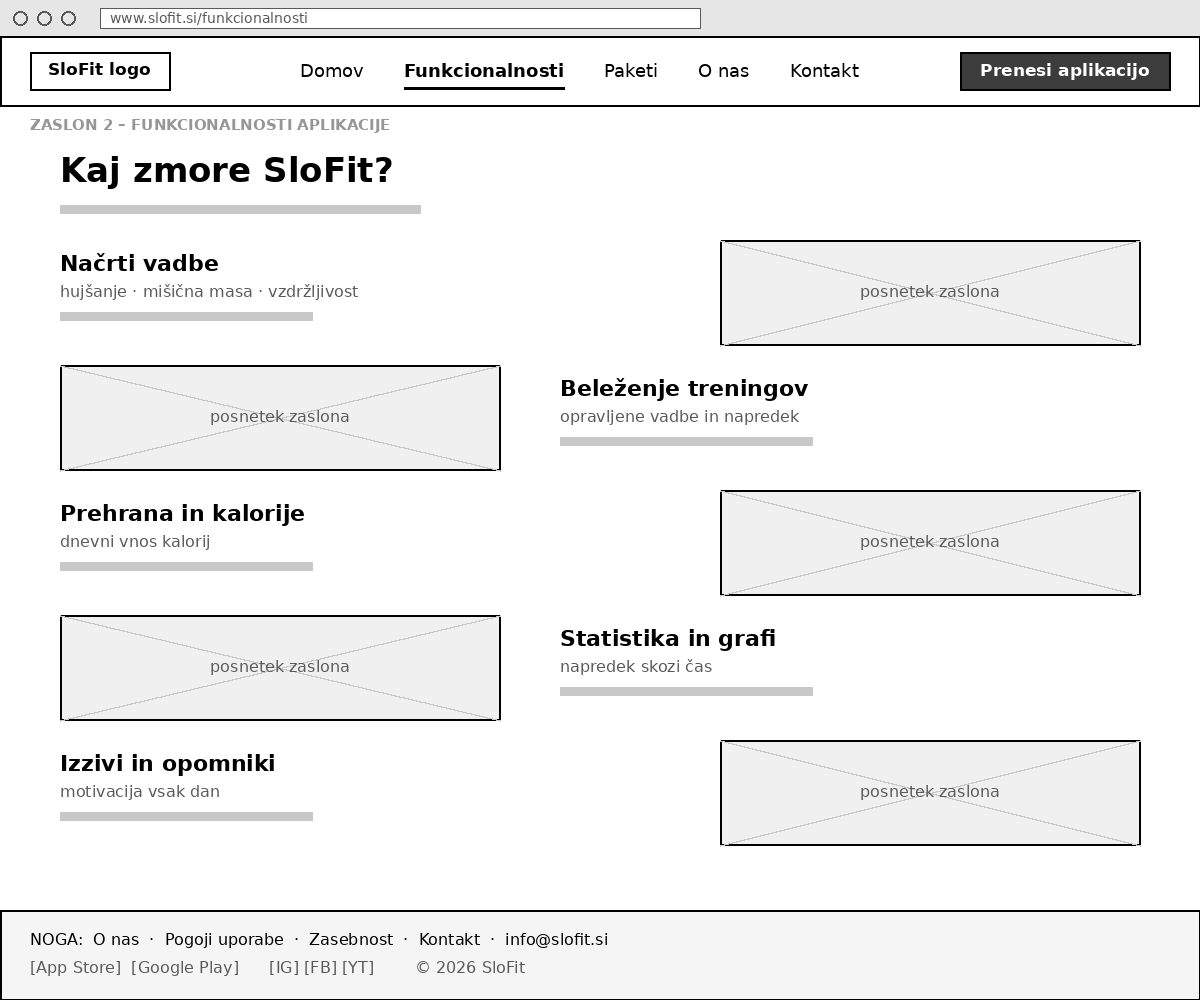 www.slofit.si/funkcionalnosti
SloFit logo
Domov
Funkcionalnosti
Paketi
O nas
Kontakt
Prenesi aplikacijo
ZASLON 2 – FUNKCIONALNOSTI APLIKACIJE
Kaj zmore SloFit?
Načrti vadbe
hujšanje · mišična masa · vzdržljivost
posnetek zaslona
posnetek zaslona
Beleženje treningov
opravljene vadbe in napredek
Prehrana in kalorije
dnevni vnos kalorij
posnetek zaslona
posnetek zaslona
Statistika in grafi
napredek skozi čas
Izzivi in opomniki
motivacija vsak dan
posnetek zaslona
NOGA: O nas · Pogoji uporabe · Zasebnost · Kontakt · info@slofit.si
[App Store] [Google Play] [IG] [FB] [YT] © 2026 SloFit